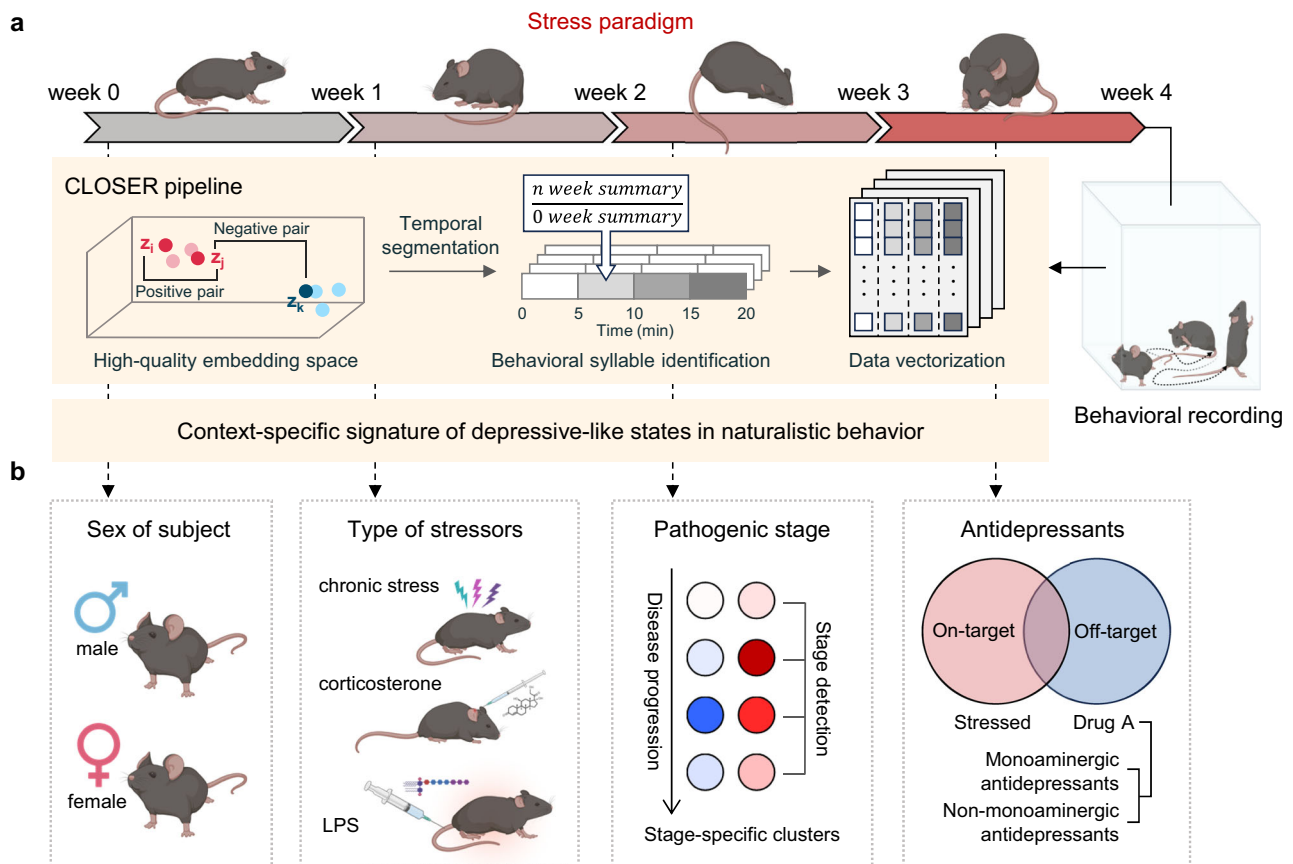 a
Stress paradigm
week 0
week 1
week 2
week 3
week 4
CLOSER pipeline
Negative pair
z_i
z_j
Positive pair
z_k
High-quality embedding space
Temporal
segmentation
n week summary
0 week summary
0 5 10 15 20
Time (min)
Behavioral syllable identification
Data vectorization
Behavioral recording
Context-specific signature of depressive-like states in naturalistic behavior
b
Sex of subject
male
female
Type of stressors
chronic stress
corticosterone
LPS
Pathogenic stage
Disease progression
Stage detection
Stage-specific clusters
Antidepressants
On-target
Off-target
Stressed
Drug A
Monoaminergic
antidepressants
Non-monoaminergic
antidepressants